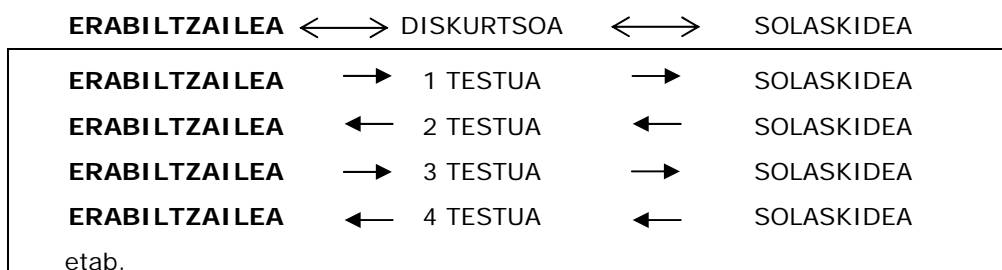 ERABILTZAILEA DISKURTSOA SOLASKIDEA
ERABILTZAILEA 1 TESTUA SOLASKIDEA
ERABILTZAILEA 2 TESTUA SOLASKIDEA
ERABILTZAILEA 3 TESTUA SOLASKIDEA
ERABILTZAILEA 4 TESTUA SOLASKIDEA
etab.